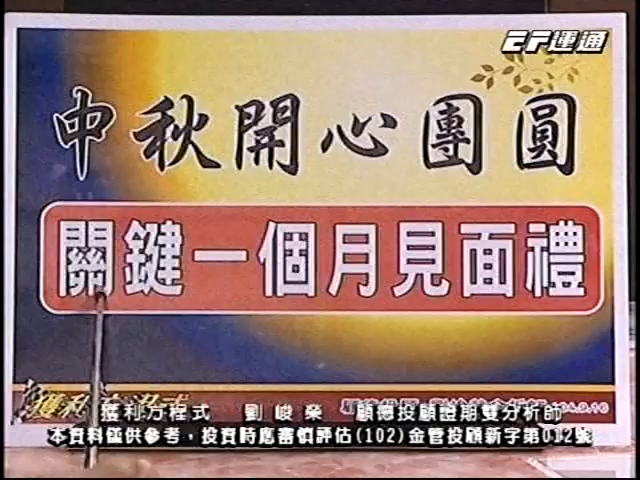 EF運通
中秋開心團圓
關鍵一個月見面禮
獲利方程式 劉峻榮 顧德投顧證期雙分析師
本資料僅供參考，投資時應審慎評估(102)金管投顧新字第012號